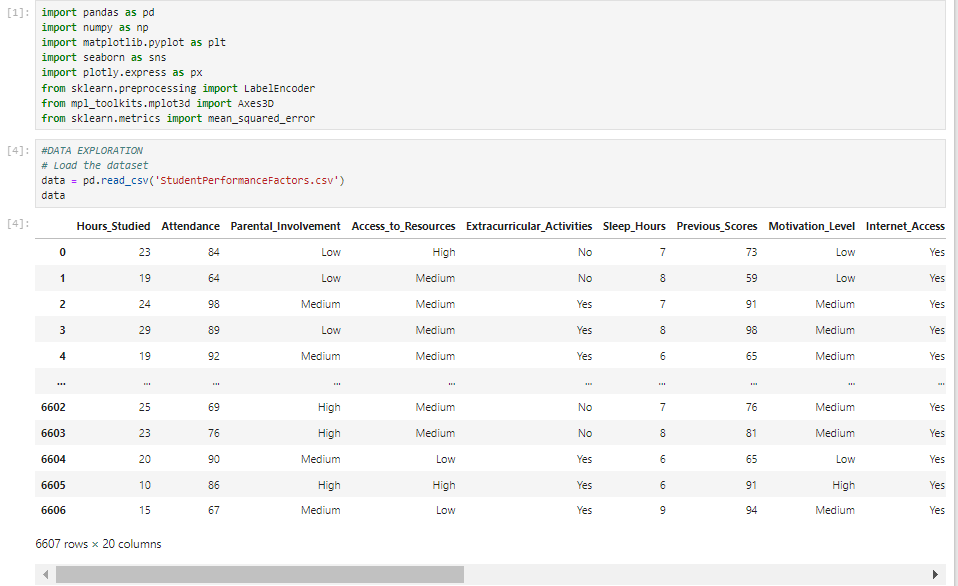 [1]: import pandas as pd
import numpy as np
import matplotlib.pyplot as plt
import seaborn as sns
import plotly.express as px
from sklearn.preprocessing import LabelEncoder
from mpl_toolkits.mplot3d import Axes3D
from sklearn.metrics import mean_squared_error
[4]: #DATA EXPLORATION
# Load the dataset
data = pd.read_csv('StudentPerformanceFactors.csv')
data
[4]: Hours_Studied Attendance Parental_Involvement Access_to_Resources Extracurricular_Activities Sleep_Hours Previous_Scores Motivation_Level Internet_Access
0 23 84 Low High No 7 73 Low Yes
1 19 64 Low Medium No 8 59 Low Yes
2 24 98 Medium Medium Yes 7 91 Medium Yes
3 29 89 Low Medium Yes 8 98 Medium Yes
4 19 92 Medium Medium Yes 6 65 Medium Yes
... ... ... ... ... ... ... ... ... ...
6602 25 69 High Medium No 7 76 Medium Yes
6603 23 76 High Medium No 8 81 Medium Yes
6604 20 90 Medium Low Yes 6 65 Low Yes
6605 10 86 High High Yes 6 91 High Yes
6606 15 67 Medium Low Yes 9 94 Medium Yes
6607 rows × 20 columns